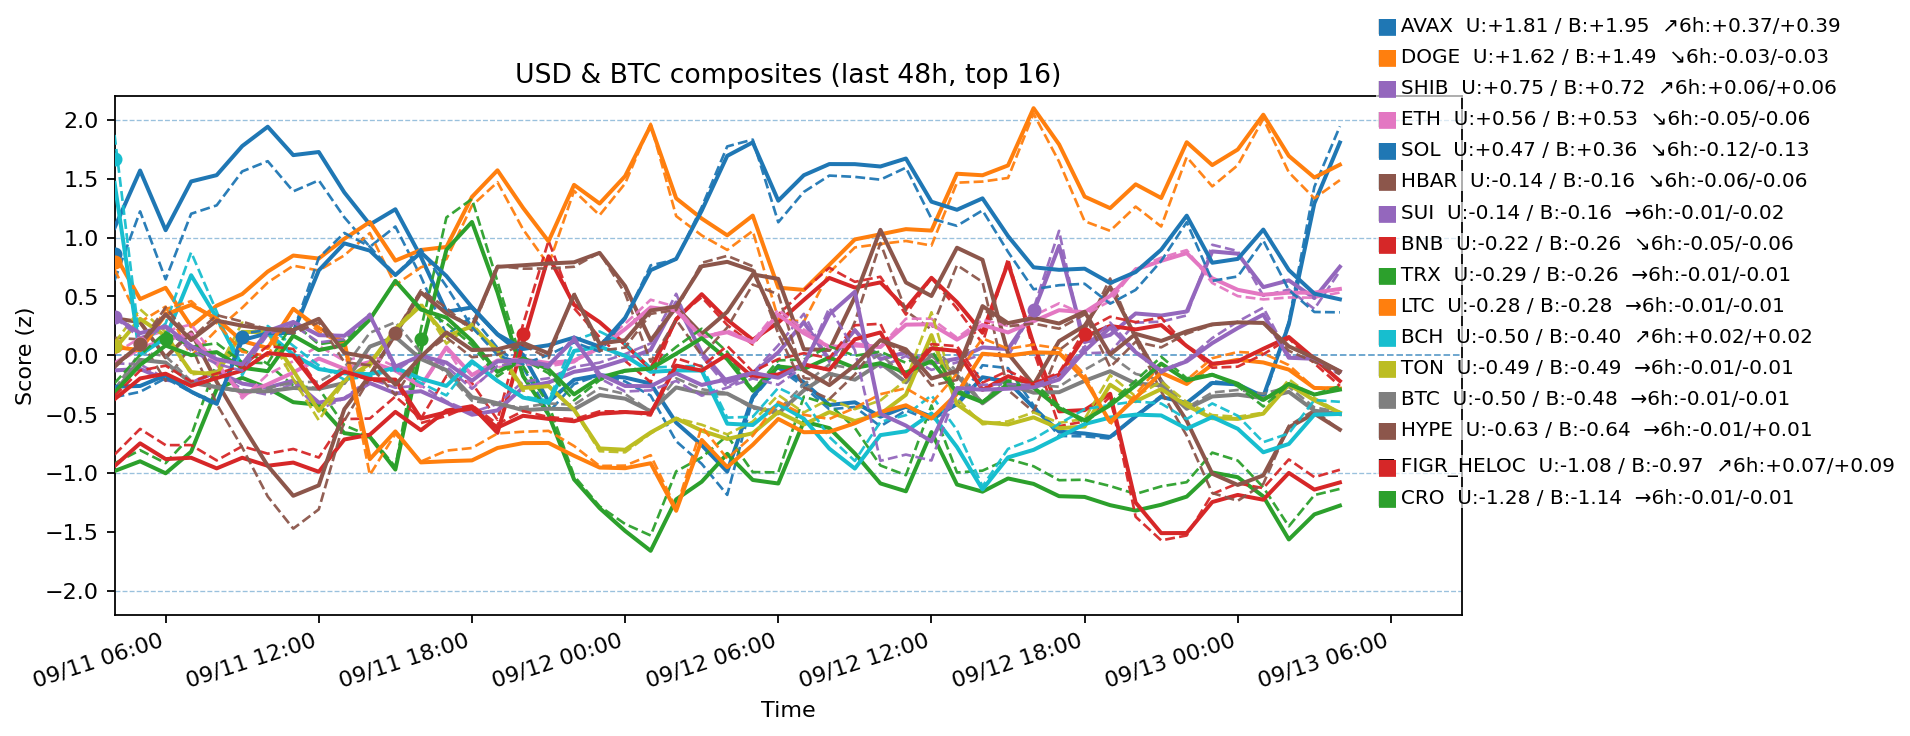 USD & BTC composites (last 48h, top 16)
AVAX  U:+1.81 / B:+1.95  ↗6h:+0.37/+0.39
DOGE  U:+1.62 / B:+1.49  ↘6h:-0.03/-0.03
SHIB  U:+0.75 / B:+0.72  ↗6h:+0.06/+0.06
ETH  U:+0.56 / B:+0.53  ↘6h:-0.05/-0.06
SOL  U:+0.47 / B:+0.36  ↘6h:-0.12/-0.13
HBAR  U:-0.14 / B:-0.16  ↘6h:-0.06/-0.06
SUI  U:-0.14 / B:-0.16  →6h:-0.01/-0.02
BNB  U:-0.22 / B:-0.26  ↘6h:-0.05/-0.06
TRX  U:-0.29 / B:-0.26  →6h:-0.01/-0.01
LTC  U:-0.28 / B:-0.28  →6h:-0.01/-0.01
BCH  U:-0.50 / B:-0.40  ↗6h:+0.02/+0.02
TON  U:-0.49 / B:-0.49  →6h:-0.01/-0.01
BTC  U:-0.50 / B:-0.48  →6h:-0.01/-0.01
HYPE  U:-0.63 / B:-0.64  →6h:-0.01/+0.01
FIGR_HELOC  U:-1.08 / B:-0.97  ↗6h:+0.07/+0.09
CRO  U:-1.28 / B:-1.14  →6h:-0.01/-0.01
Score (z)
2.0
1.5
1.0
0.5
0.0
−0.5
−1.0
−1.5
−2.0
09/11 06:00
09/11 12:00
09/11 18:00
09/12 00:00
09/12 06:00
09/12 12:00
09/12 18:00
09/13 00:00
09/13 06:00
Time